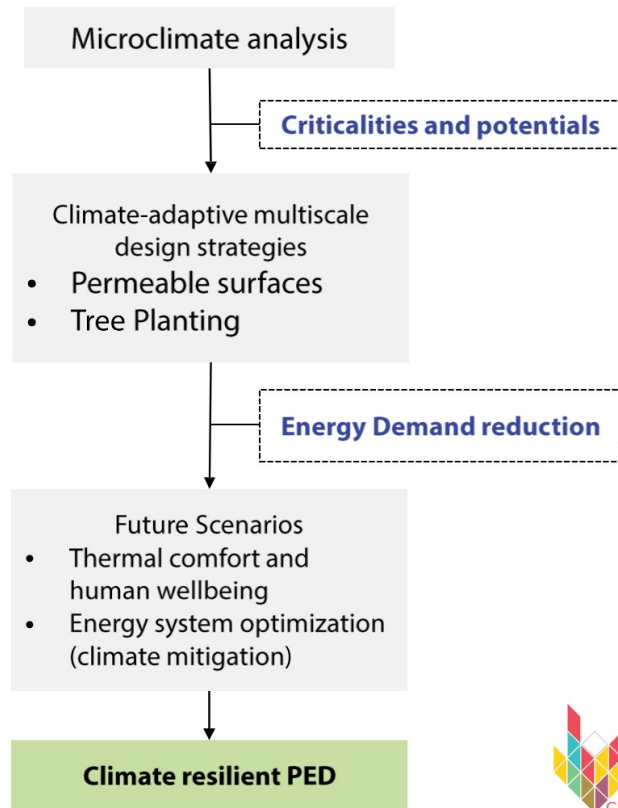 Microclimate analysis
Criticalities and potentials
Climate-adaptive multiscale
design strategies
• Permeable surfaces
• Tree Planting
Energy Demand reduction
Future Scenarios
• Thermal comfort and
human wellbeing
• Energy system optimization
(climate mitigation)
Climate resilient PED
C